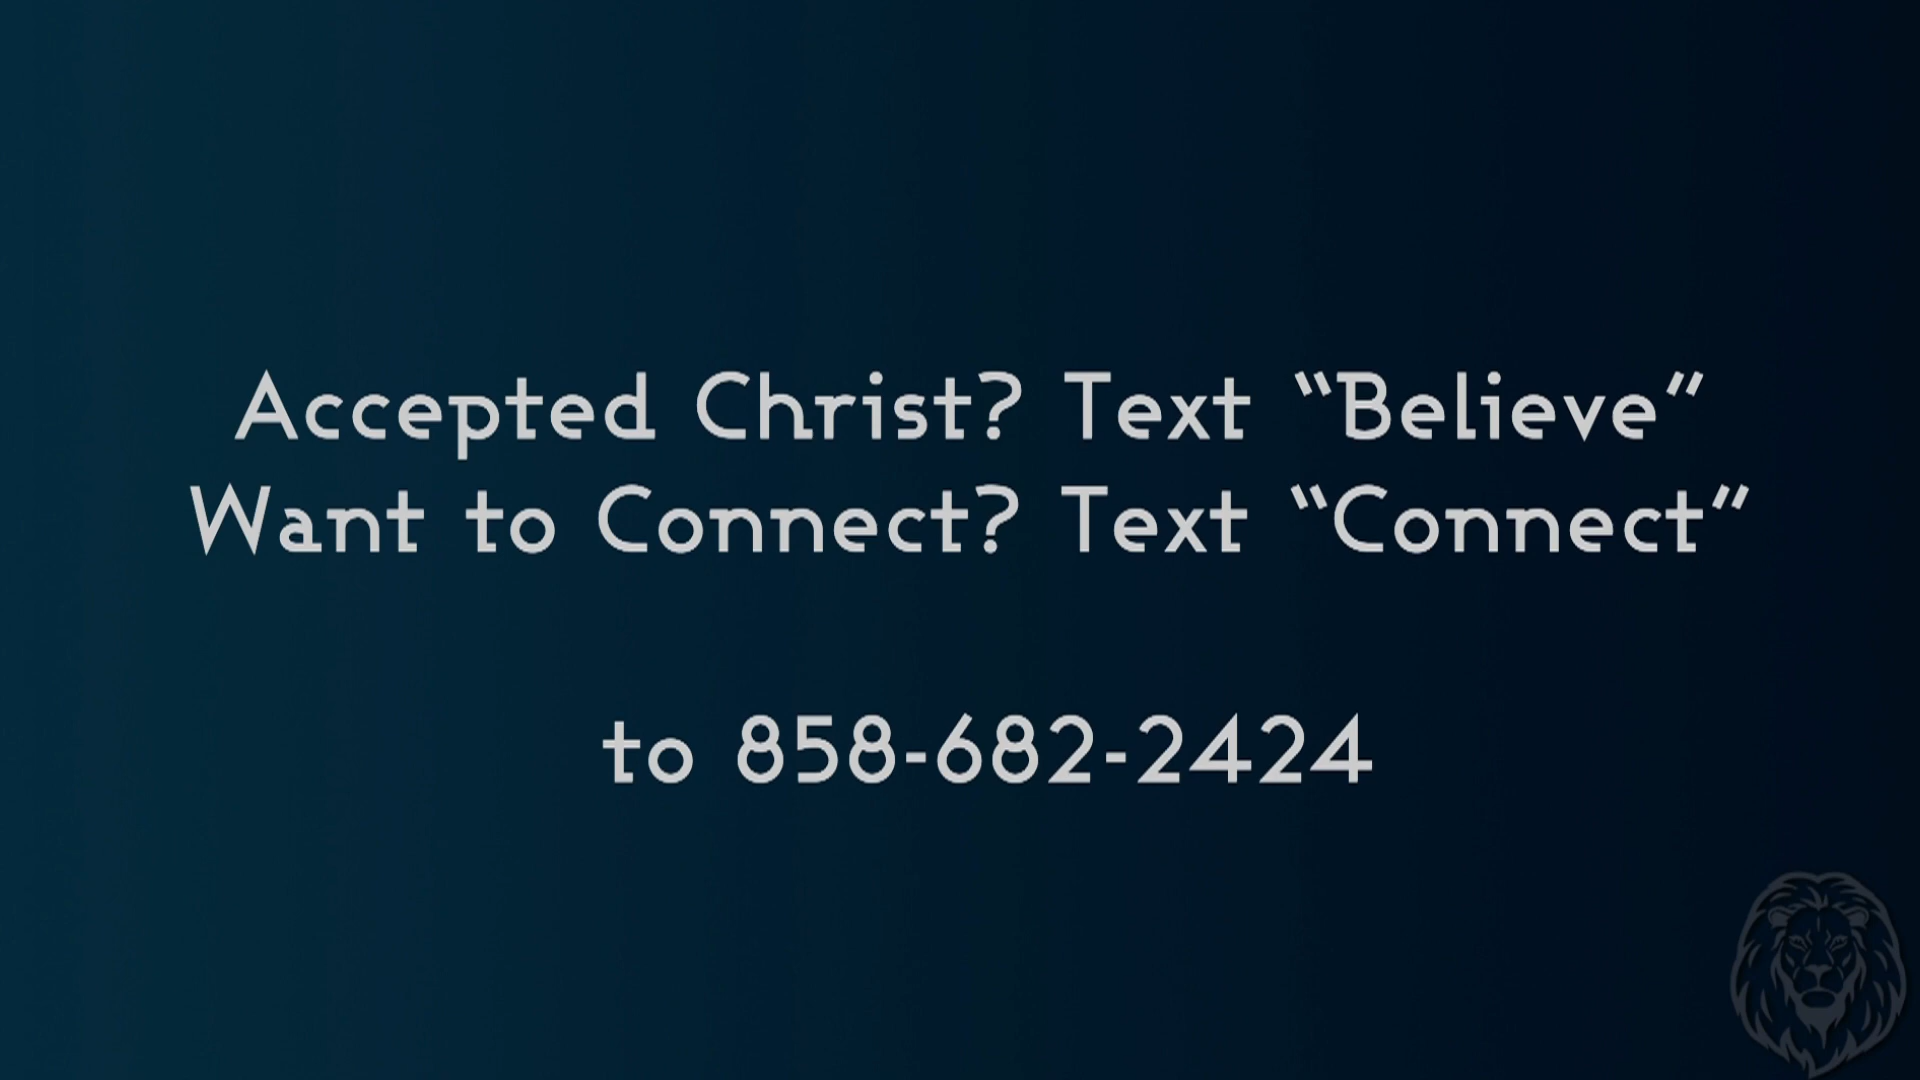 Accepted Christ? Text “Believe”
Want to Connect? Text “Connect”
to 858-682-2424